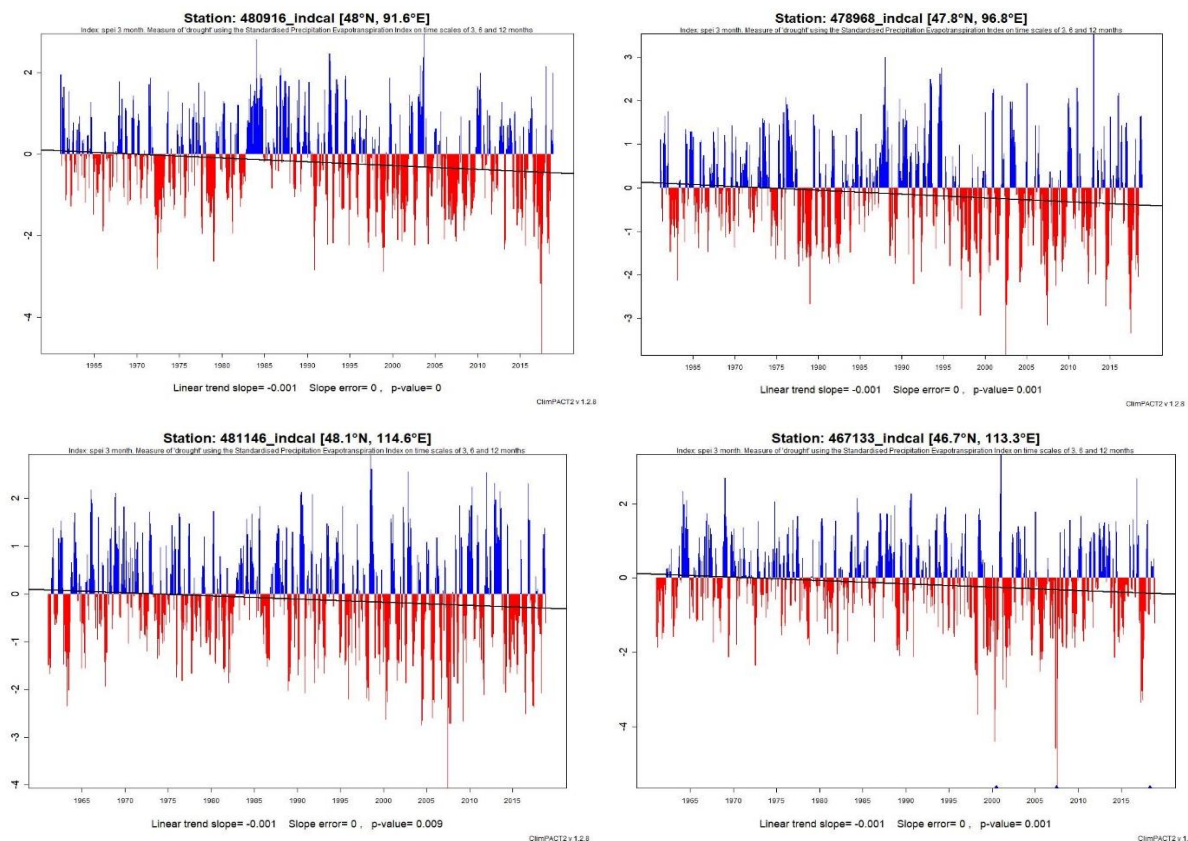 Station: 480916_indcal [48°N, 91.6°E]
Index: spei 3 month. Measure of 'drought' using the Standardised Precipitation Evapotranspiration Index on time scales of 3, 6 and 12 months
2
0
-2
-4
1965 1970 1975 1980 1985 1990 1995 2000 2005 2010 2015
Linear trend slope= -0.001 Slope error= 0 , p-value= 0
ClimPACT2 v 1.2.8
Station: 478968_indcal [47.8°N, 96.8°E]
Index: spei 3 month. Measure of 'drought' using the Standardised Precipitation Evapotranspiration Index on time scales of 3, 6 and 12 months
3
2
1
0
-1
-2
-3
1965 1970 1975 1980 1985 1990 1995 2000 2005 2010 2015
Linear trend slope= -0.001 Slope error= 0 , p-value= 0.001
ClimPACT2 v 1.2.8
Station: 481146_indcal [48.1°N, 114.6°E]
Index: spei 3 month. Measure of 'drought' using the Standardised Precipitation Evapotranspiration Index on time scales of 3, 6 and 12 months
2
1
0
-1
-2
-3
-4
1965 1970 1975 1980 1985 1990 1995 2000 2005 2010 2015
Linear trend slope= -0.001 Slope error= 0 , p-value= 0.009
ClimPACT2 v 1.2.8
Station: 467133_indcal [46.7°N, 113.3°E]
Index: spei 3 month. Measure of 'drought' using the Standardised Precipitation Evapotranspiration Index on time scales of 3, 6 and 12 months
2
0
-2
-4
1965 1970 1975 1980 1985 1990 1995 2000 2005 2010 2015
Linear trend slope= -0.001 Slope error= 0 , p-value= 0.001
ClimPACT2 v 1.